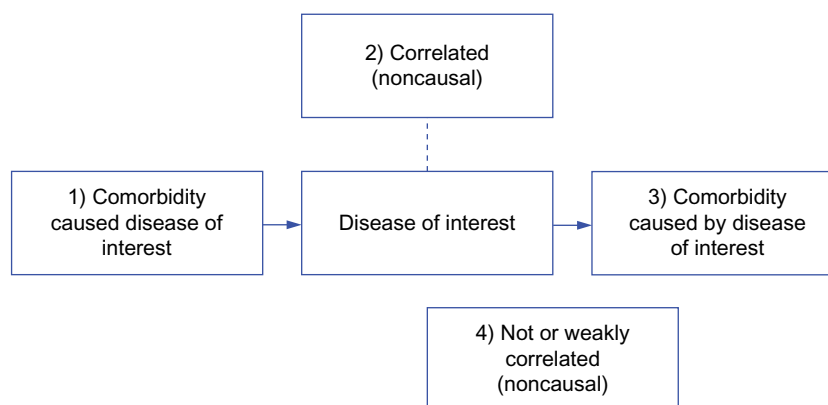 2) Correlated
(noncausal)
1) Comorbidity
caused disease of
interest
Disease of interest
3) Comorbidity
caused by disease
of interest
4) Not or weakly
correlated
(noncausal)